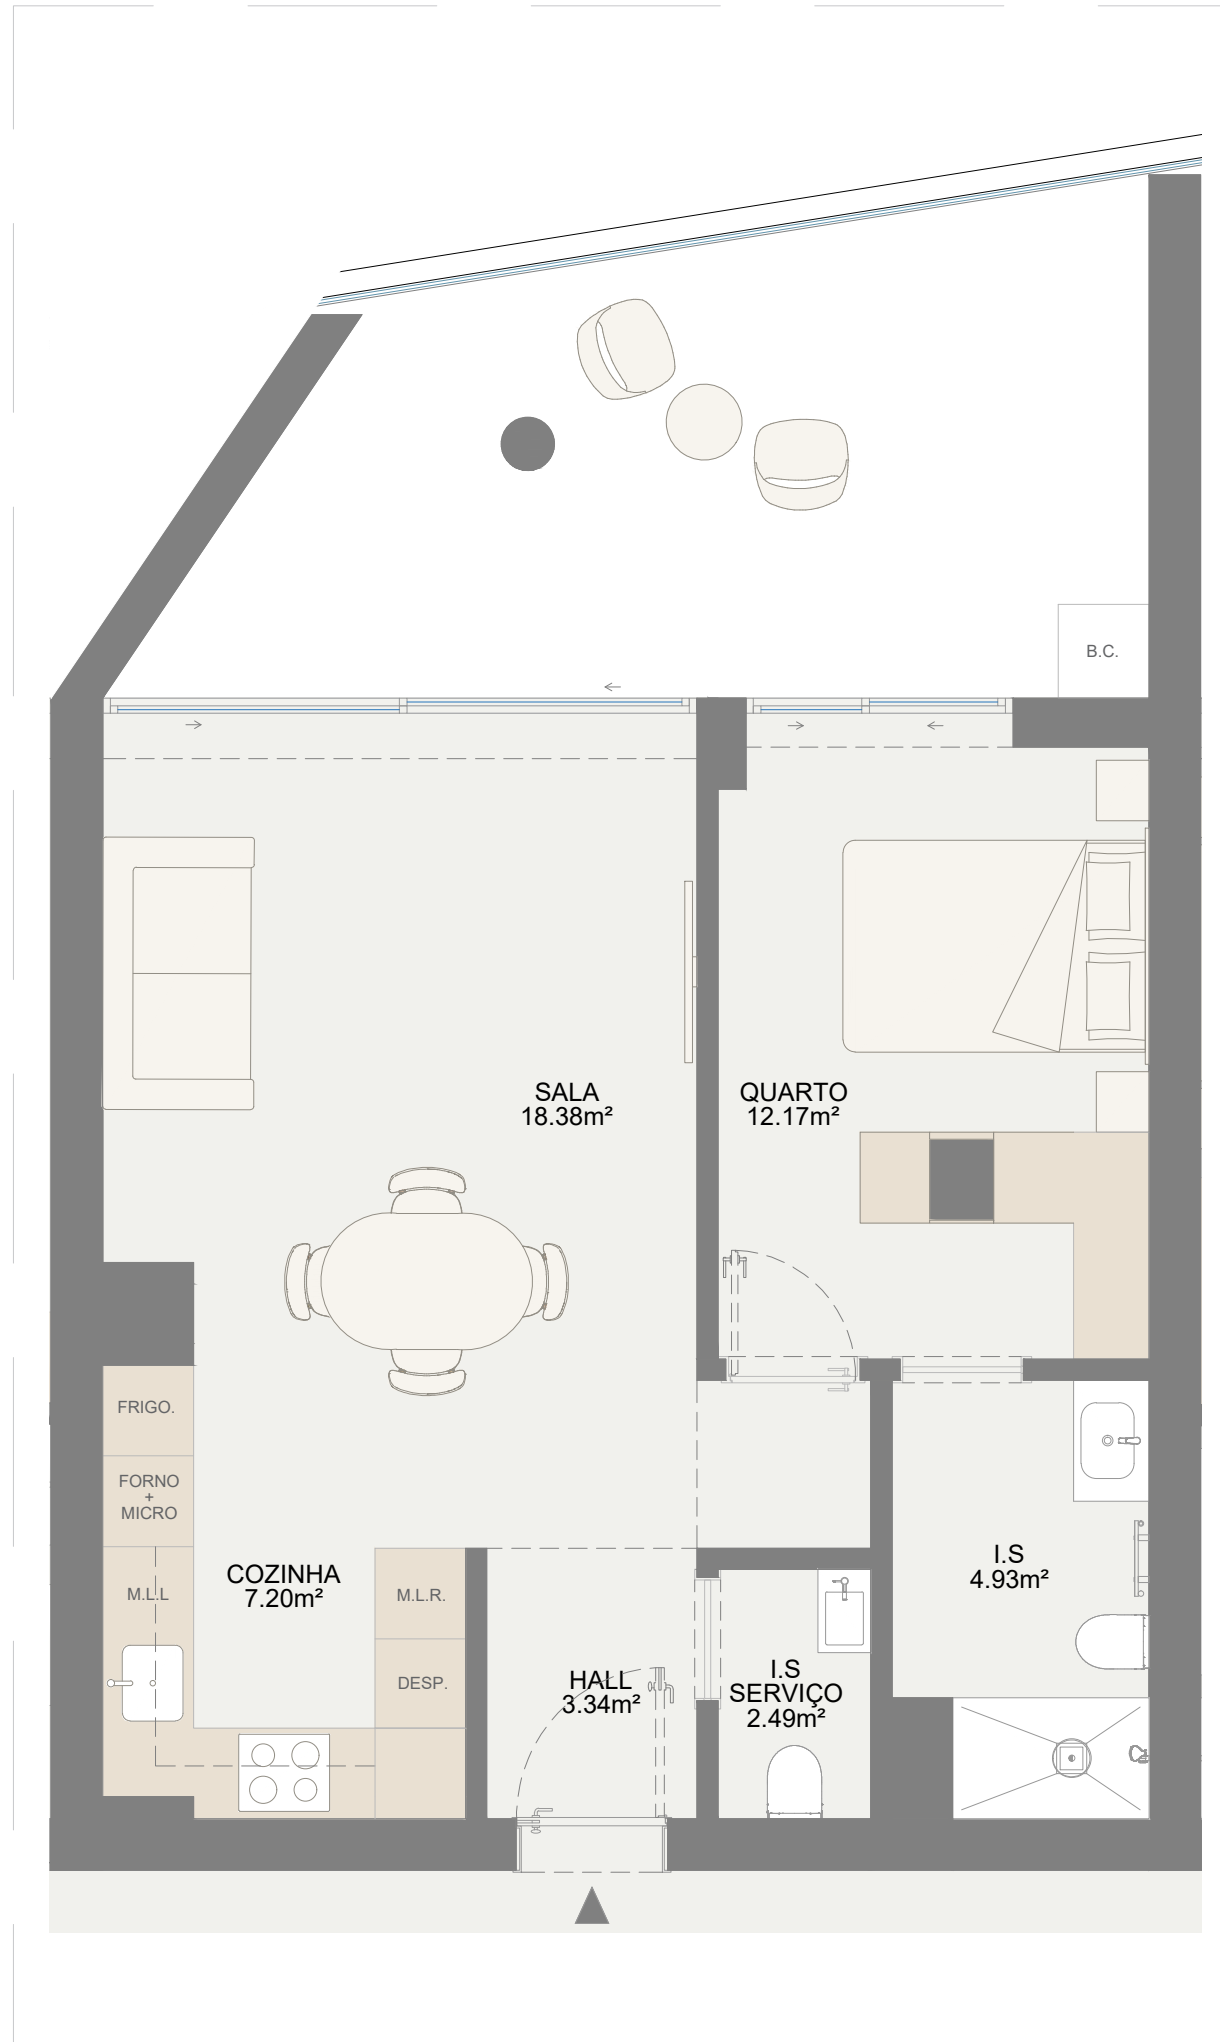 B.C.
SALA
18.38m²
QUARTO
12.17m²
FRIGO.
FORNO
+
MICRO
M.L.L
COZINHA
7.20m²
M.L.R.
DESP.
HALL
3.34m²
I.S
SERVIÇO
2.49m²
I.S
4.93m²